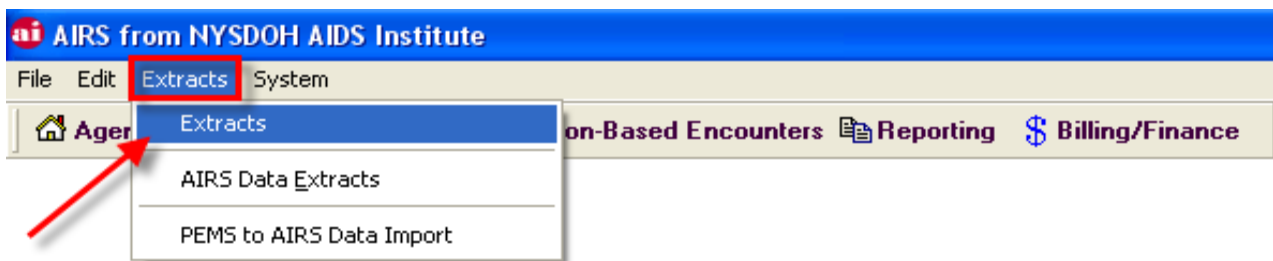 ai AIRS from NYSDOH AIDS Institute
File Edit Extracts System
Extracts
Ager on-Based Encounters Reporting $ Billing/Finance
AIRS Data Extracts
PEMS to AIRS Data Import